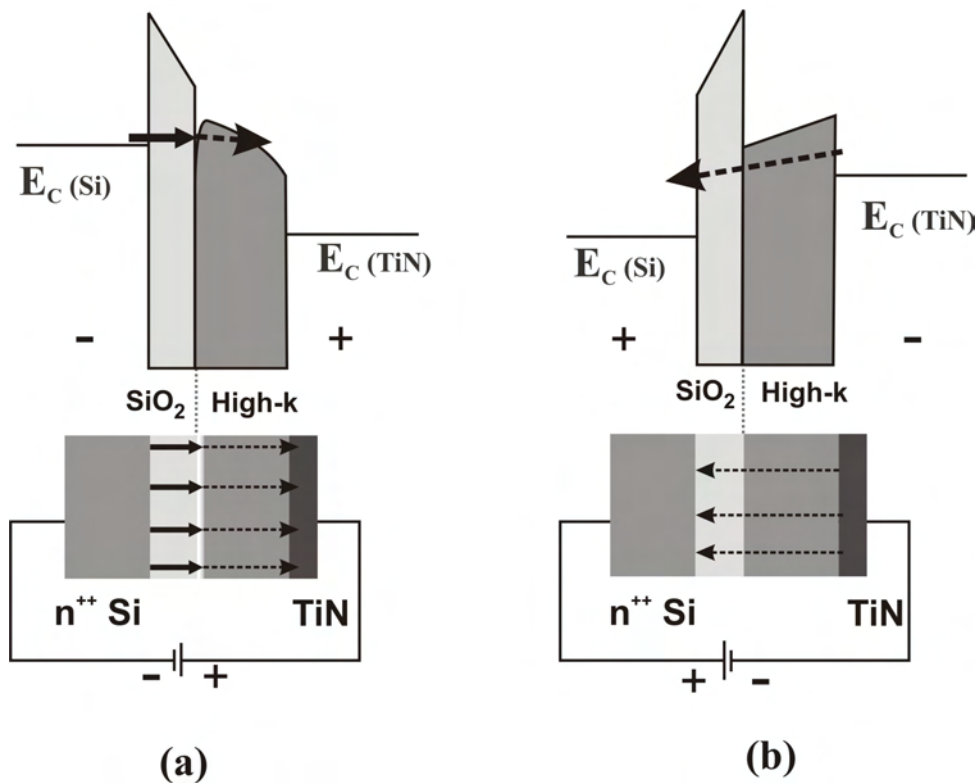 E_C (Si)
E_C (TiN)
- +
SiO₂ High-k
n⁺⁺ Si TiN
- +
(a)
E_C (Si)
E_C (TiN)
+ -
SiO₂ High-k
n⁺⁺ Si TiN
+ -
(b)